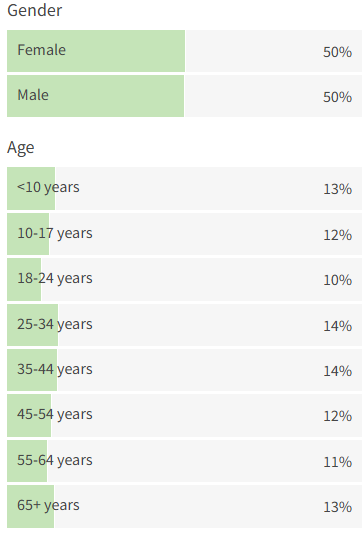 Gender
Female 50%
Male 50%
Age
<10 years 13%
10-17 years 12%
18-24 years 10%
25-34 years 14%
35-44 years 14%
45-54 years 12%
55-64 years 11%
65+ years 13%